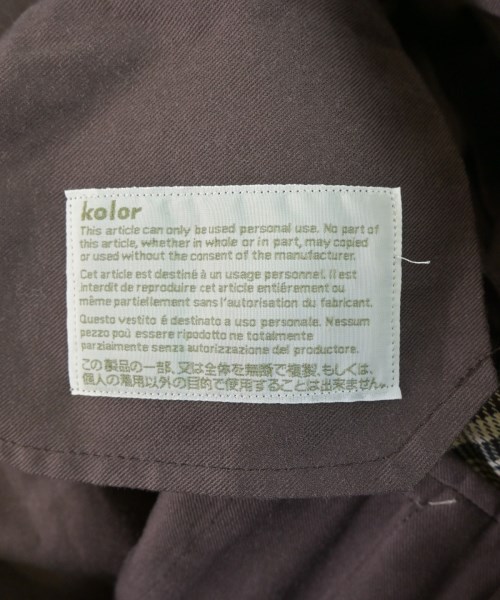 kolor
This article can only be used personal use. No part of
this article, whether in whole or in part, may copied
or used without the consent of the manufacturer.
Cet article est destiné à un usage personnel. Il est
interdit de reproduire cet article entiérement ou
même partiellement sans l'autorisation du fabricant.
Questo vestito é destinato a uso personale. Nessum
pezzo poù essere ripodotto ne totalmente
parzialmente senza autorizzazione del productore.
この製品の一部、又は全体を無断で複製、もしくは、
個人の着用以外の目的で使用することは出来ません。